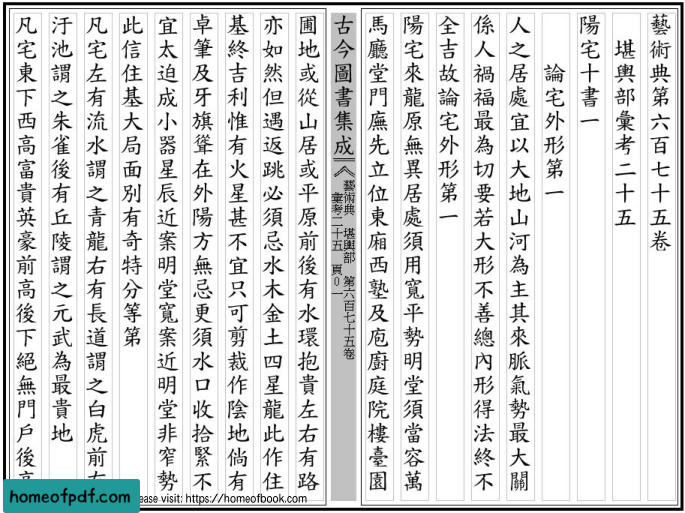 藝術典第六百七十五卷
堪輿部彙考二十五
陽宅十書一
論宅外形第一
人之居處宜以大地山河為主其來脈氣勢最大關
係人禍福最為切要若大形不善總內形得法終不
全吉故論宅外形第一
陽宅來龍原無異居處須用寬平勢明堂須當容萬
馬廳堂門廡先立位東廂西塾及庖廚庭院樓臺園
古今圖書集成
藝術典 堪輿部 第六百七十五卷
彙考二十五 頁0一
圃地或從山居或平原前後有水環抱貴左右有路
亦如然但遇返跳必須忌水木金土四星龍此作住
基終吉利惟有火星甚不宜只可剪裁作陰地倘有
卓筆及牙旗聳在外陽方無忌更須水口收拾緊不
宜太迫成小器星辰近案明堂寬案近明堂非窄勢
此信住基大局面別有奇特分等第
凡宅左有流水謂之青龍右有長道謂之白虎前有
汙池謂之朱雀後有丘陵謂之元武為最貴地
凡宅東下西高富貴英豪前高後下絕無門戶後高
homeofpdf.com
ease visit: https://homeofbook.com